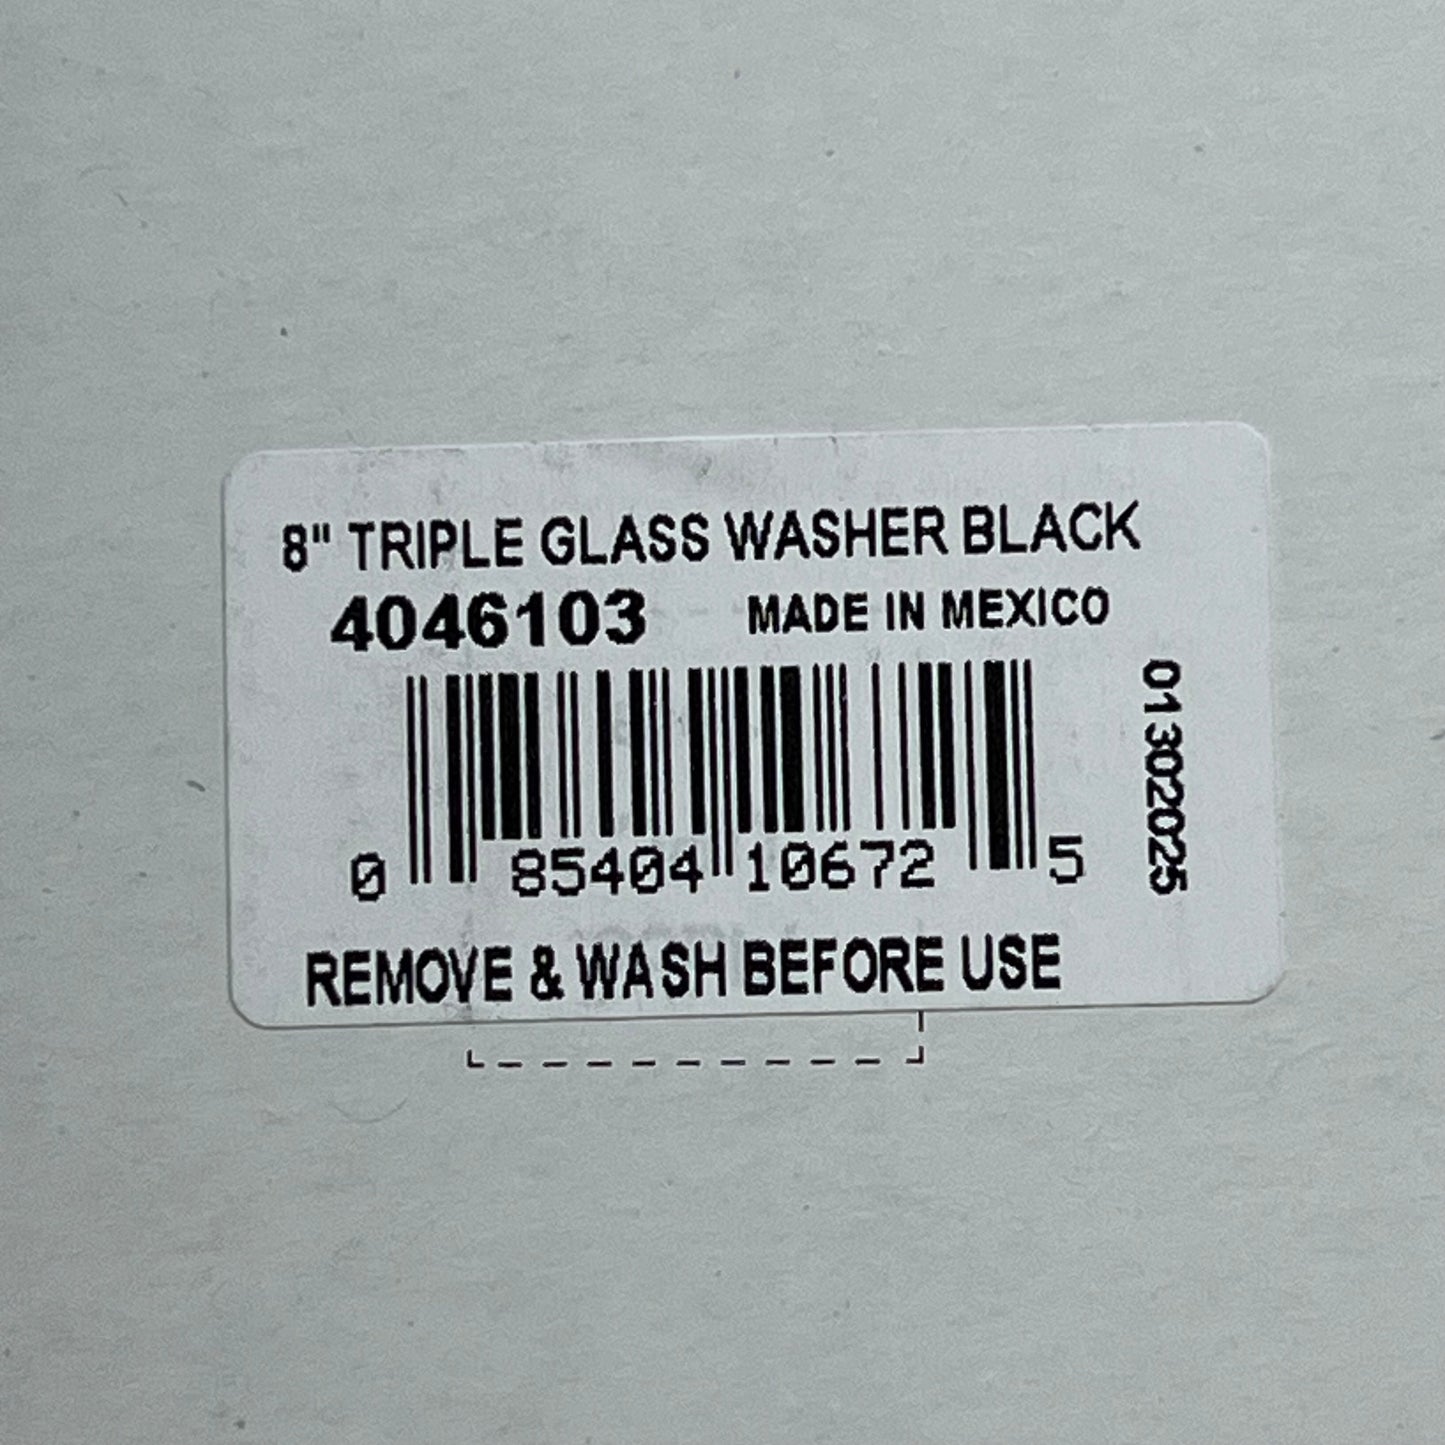 8" TRIPLE GLASS WASHER BLACK
4046103 MADE IN MEXICO
0 85404 10672 5
01302025
REMOVE & WASH BEFORE USE